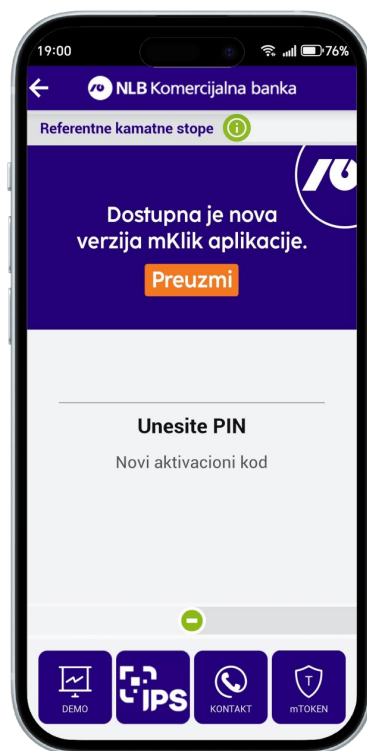 19:00
76%
NLB Komercijalna banka
Referentne kamatne stope
Dostupna je nova
verzija mKlik aplikacije.
Preuzmi
Unesite PIN
Novi aktivacioni kod
DEMO
IPS
KONTAKT
T
mTOKEN